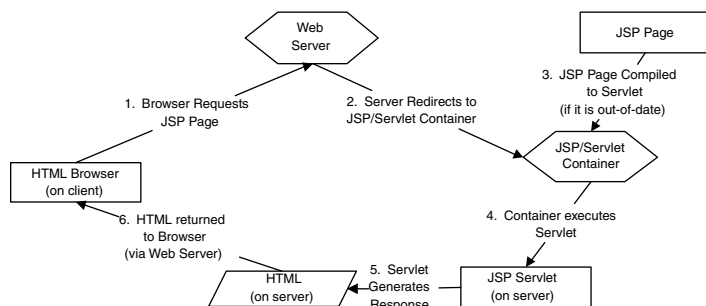 Web
Server
JSP Page
1. Browser Requests
JSP Page
2. Server Redirects to
JSP/Servlet Container
3. JSP Page Compiled
to Servlet
(if it is out-of-date)
JSP/Servlet
Container
HTML Browser
(on client)
6. HTML returned
to Browser
(via Web Server)
4. Container executes
Servlet
HTML
(on server)
5. Servlet
Generates
Response
JSP Servlet
(on server)